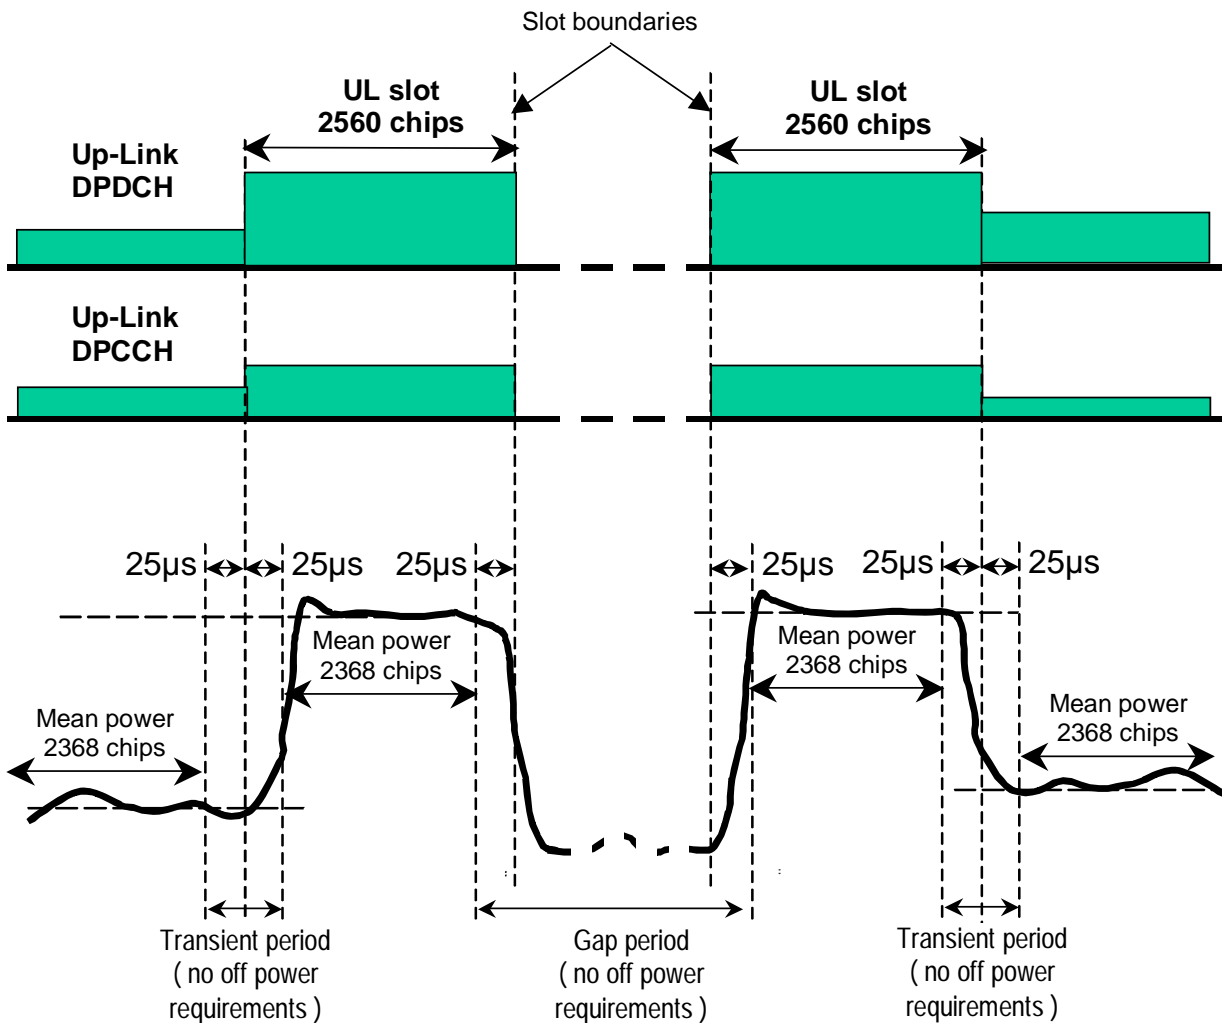 Slot boundaries
UL slot
2560 chips
UL slot
2560 chips
Up-Link
DPDCH
Up-Link
DPCCH
25µs
25µs
25µs
25µs
25µs
25µs
Mean power
2368 chips
Mean power
2368 chips
Mean power
2368 chips
Mean power
2368 chips
Transient period
( no off power
requirements )
Gap period
( no off power
requirements )
Transient period
( no off power
requirements )